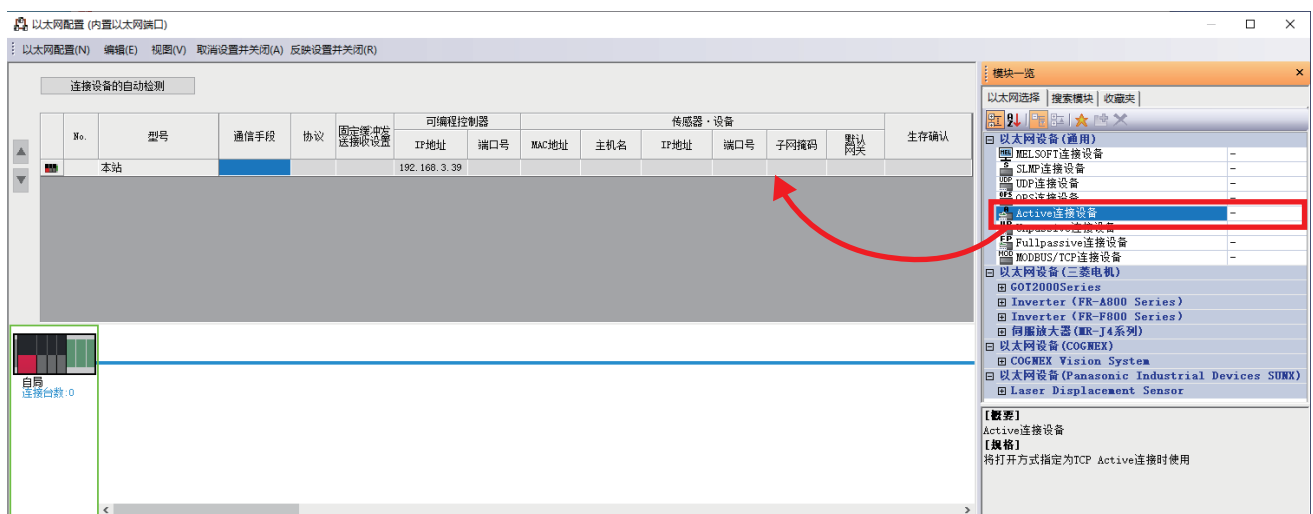 以太网配置 (内置以太网端口)
以太网配置(N) 编辑(E) 视图(V) 取消设置并关闭(A) 反映设置并关闭(R)
连接设备的自动检测
No. 型号 通信手段 协议 固定缓冲发送接收设置 可编程控制器 传感器・设备 生存确认
IP地址 端口号 MAC地址 主机名 IP地址 端口号 子网掩码 默认网关
本站 192.168.3.39
自局
连接台数:0
模块一览
以太网选择 搜索模块 收藏夹
以太网设备(通用)
MELSOFT连接设备 -
SLMP连接设备 -
UDP连接设备 -
OPS连接设备 -
Active连接设备 -
Unpassive连接设备
Fullpassive连接设备 -
MODBUS/TCP连接设备 -
以太网设备(三菱电机)
GOT2000Series
Inverter (FR-A800 Series)
Inverter (FR-F800 Series)
伺服放大器(MR-J4系列)
以太网设备(COGNEX)
COGNEX Vision System
以太网设备(Panasonic Industrial Devices SUNX)
Laser Displacement Sensor
[概要]
Active连接设备
[规格]
将打开方式指定为TCP Active连接时使用